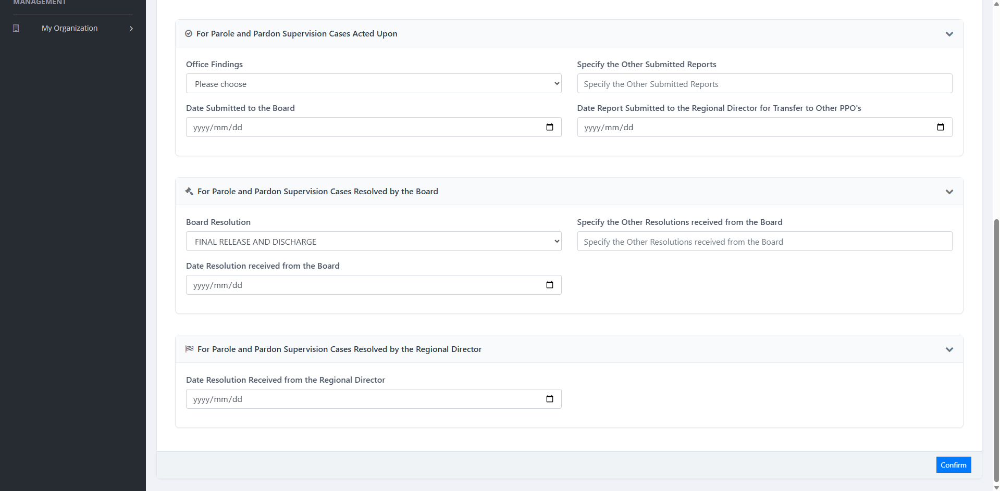 MANAGEMENT
My Organization
For Parole and Pardon Supervision Cases Acted Upon
Office Findings
Specify the Other Submitted Reports
Please choose
Specify the Other Submitted Reports
Date Submitted to the Board
Date Report Submitted to the Regional Director for Transfer to Other PPO's
yyyy/mm/dd
yyyy/mm/dd
For Parole and Pardon Supervision Cases Resolved by the Board
Board Resolution
Specify the Other Resolutions received from the Board
FINAL RELEASE AND DISCHARGE
Specify the Other Resolutions received from the Board
Date Resolution received from the Board
yyyy/mm/dd
For Parole and Pardon Supervision Cases Resolved by the Regional Director
Date Resolution Received from the Regional Director
yyyy/mm/dd
Confirm